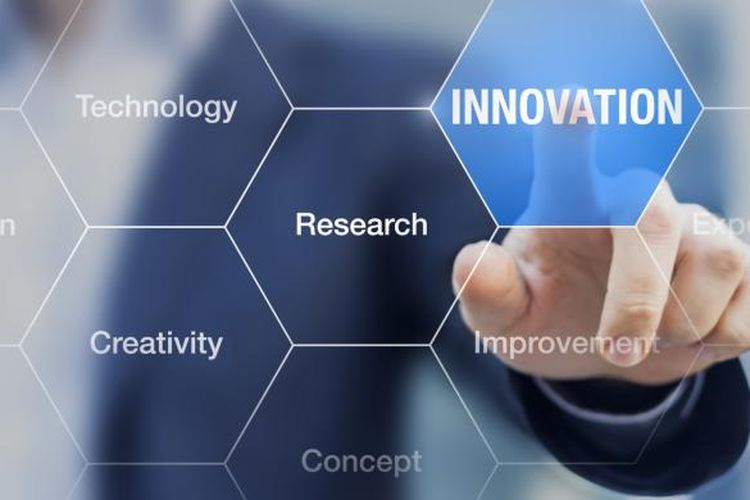 Technology
INNOVATION
Research
Creativity
Improvement
Concept